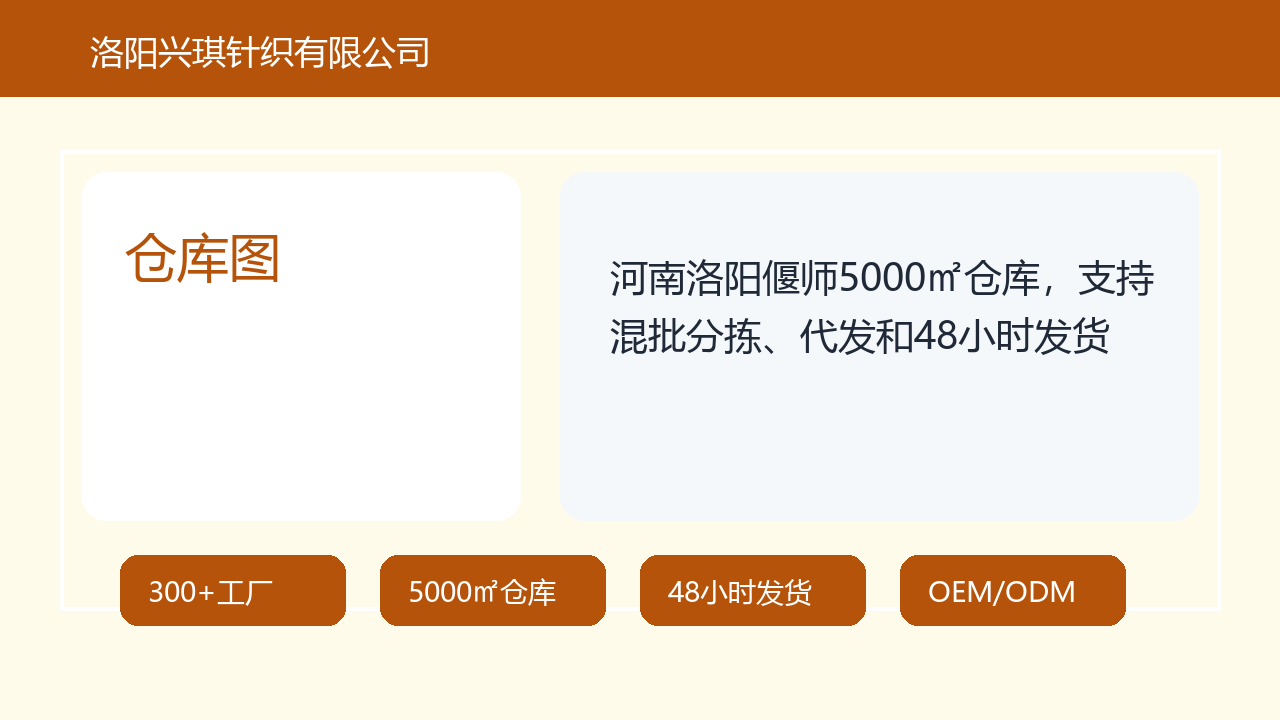 洛阳兴琪针织有限公司
仓库图
河南洛阳偃师5000㎡仓库，支持
混批分拣、代发和48小时发货
300+工厂
5000㎡仓库
48小时发货
OEM/ODM